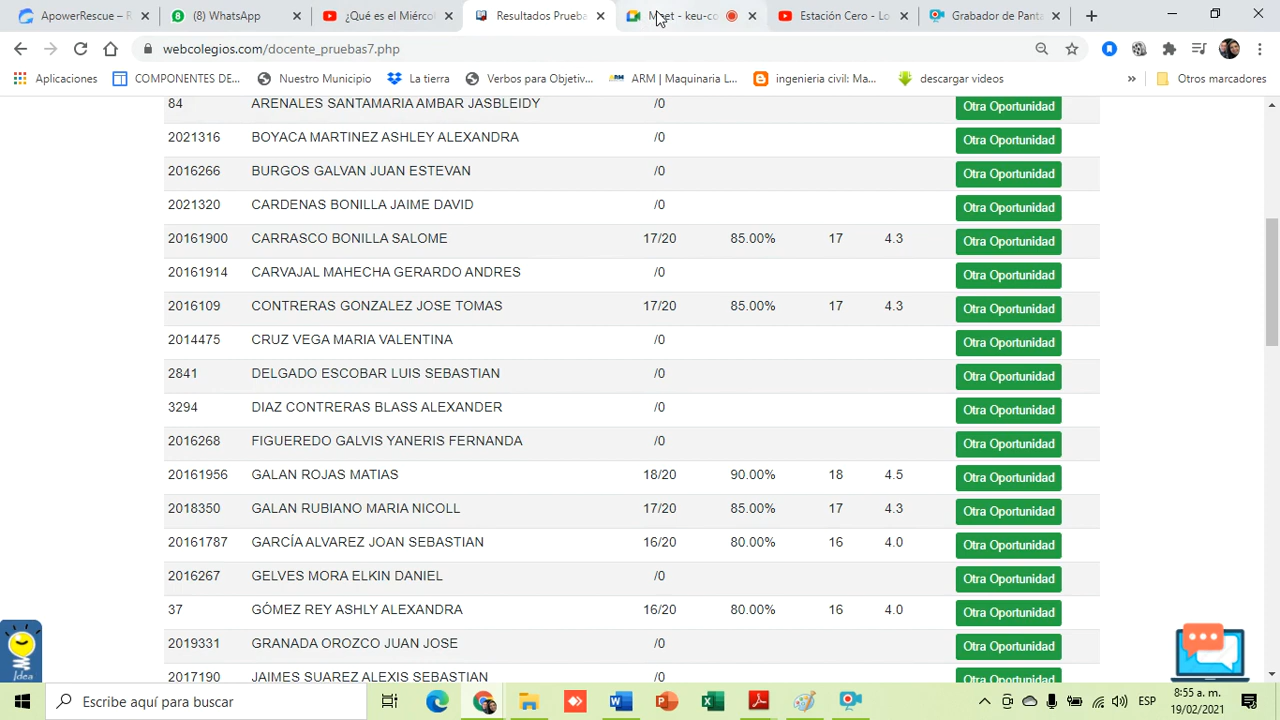 ApowerRescue - R
(8) WhatsApp
¿Qué es el Miérc
Resultados Prueba
Meet - keu-co
Estación Cero - Lo
Grabador de Panta
webcolegios.com/docente_pruebas7.php
Aplicaciones
COMPONENTES DE...
Nuestro Municipio
La tierra
Verbos para Objetiv...
ARM | Maquinaria L...
ingenieria civil: Ma...
descargar videos
»
Otros marcadores
84 ARENALES SANTAMARIA AMBAR JASBLEIDY /0 Otra Oportunidad
2021316 BOYACA MARTINEZ ASHLEY ALEXANDRA /0 Otra Oportunidad
2016266 BURGOS GALVAN JUAN ESTEVAN /0 Otra Oportunidad
2021320 CARDENAS BONILLA JAIME DAVID /0 Otra Oportunidad
20161900 CARRASCO BONILLA SALOME 17/20 85.00% 17 4.3 Otra Oportunidad
20161914 CARVAJAL MAHECHA GERARDO ANDRES /0 Otra Oportunidad
2016109 CONTRERAS GONZALEZ JOSE TOMAS 17/20 85.00% 17 4.3 Otra Oportunidad
2014475 CRUZ VEGA MARIA VALENTINA /0 Otra Oportunidad
2841 DELGADO ESCOBAR LUIS SEBASTIAN /0 Otra Oportunidad
3294 DIAZ CONTRERAS BLASS ALEXANDER /0 Otra Oportunidad
2016268 FIGUEREDO GALVIS YANERIS FERNANDA /0 Otra Oportunidad
20161956 GALAN ROJAS MATIAS 18/20 90.00% 18 4.5 Otra Oportunidad
2018350 GALAN RUBIANO MARIA NICOLL 17/20 85.00% 17 4.3 Otra Oportunidad
20161787 GARCÍA ALVAREZ JOAN SEBASTIAN 16/20 80.00% 16 4.0 Otra Oportunidad
2016267 GELVES MORA ELKIN DANIEL /0 Otra Oportunidad
37 GÓMEZ REY ASHLY ALEXANDRA 16/20 80.00% 16 4.0 Otra Oportunidad
2019331 GRANADA OROZCO JUAN JOSE /0 Otra Oportunidad
2017190 JAIMES SUAREZ ALEXIS SEBASTIAN /0 Otra Oportunidad
Idea
Escribe aquí para buscar
ESP
8:55 a. m.
19/02/2021